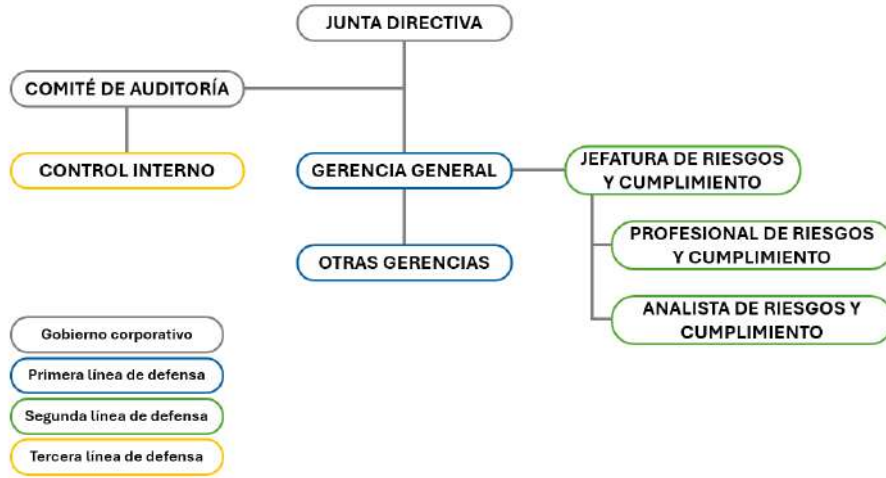 JUNTA DIRECTIVA
COMITÉ DE AUDITORÍA
CONTROL INTERNO
GERENCIA GENERAL
JEFATURA DE RIESGOS
Y CUMPLIMIENTO
OTRAS GERENCIAS
PROFESIONAL DE RIESGOS
Y CUMPLIMIENTO
ANALISTA DE RIESGOS Y
CUMPLIMIENTO
Gobierno corporativo
Primera línea de defensa
Segunda línea de defensa
Tercera línea de defensa